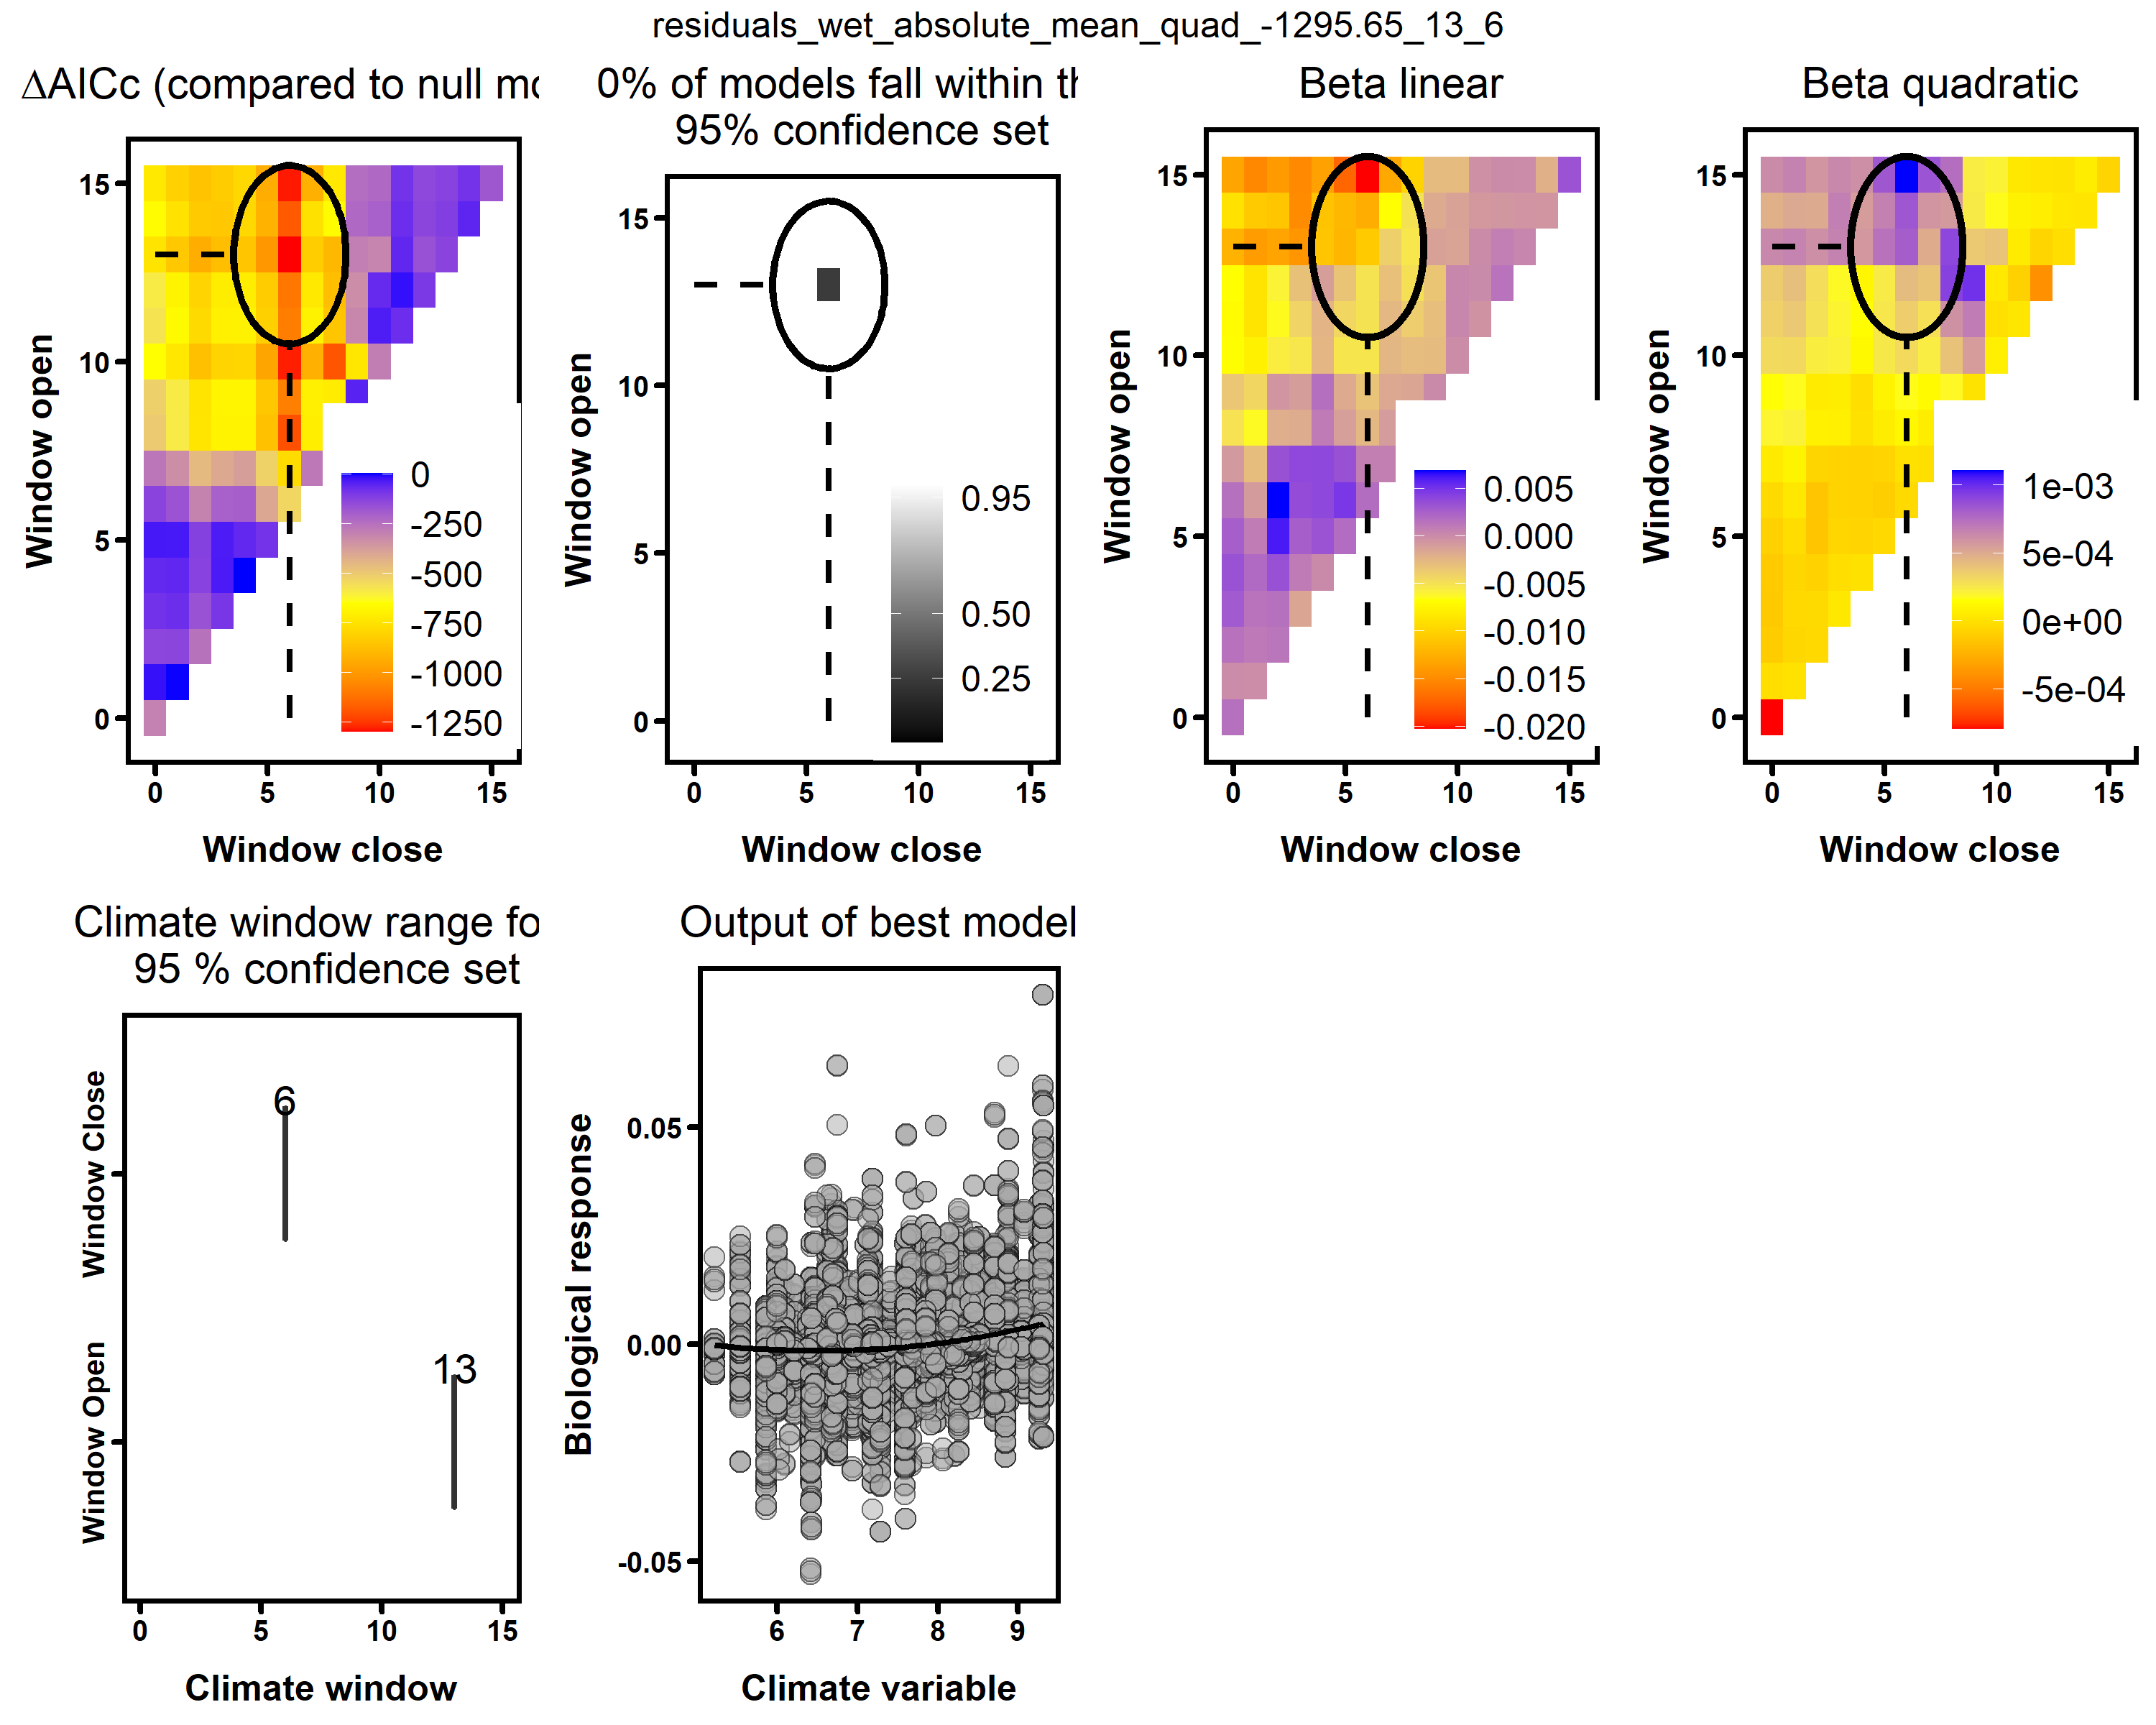 residuals_wet_absolute_mean_quad_-1295.65_13_6
ΔAICc (compared to null mo
15
10
5
0
0
-250
-500
-750
-1000
-1250
0 5 10 15
Window open
Window close
0% of models fall within th
95% confidence set
15
10
5
0
0.95
0.50
0.25
0 5 10 15
Window open
Window close
Beta linear
15
10
5
0
0.005
0.000
-0.005
-0.010
-0.015
-0.020
0 5 10 15
Window open
Window close
Beta quadratic
15
10
5
0
1e-03
5e-04
0e+00
-5e-04
0 5 10 15
Window open
Window close
Climate window range fo
95 % confidence set
Window Close
Window Open
6
13
0 5 10 15
Climate window
Output of best model
0.05
0.00
-0.05
6 7 8 9
Biological response
Climate variable